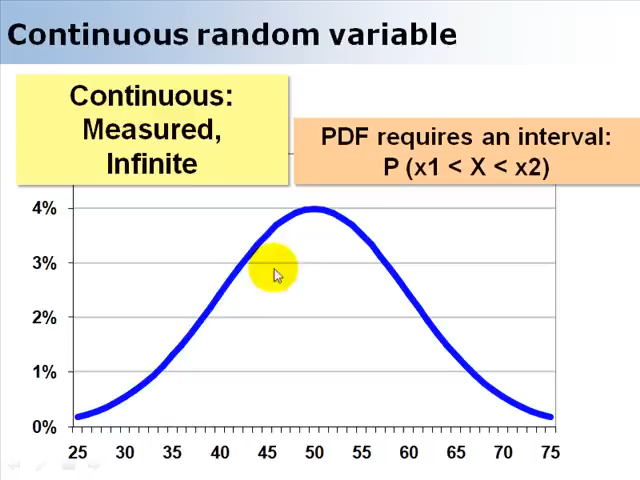 Continuous random variable
Continuous:
Measured,
Infinite
PDF requires an interval:
P (x1 < X < x2)
4%
3%
2%
1%
0%
25 30 35 40 45 50 55 60 65 70 75